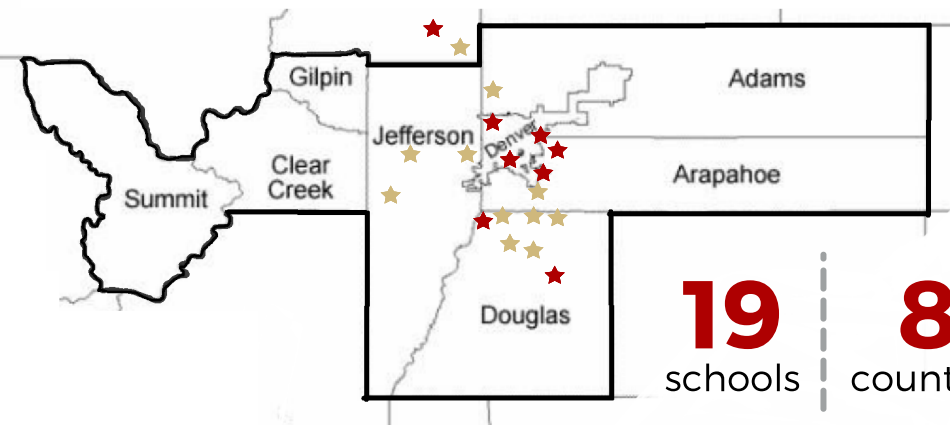 Gilpin
Adams
Jefferson
Denver
Clear
Creek
Arapahoe
Summit
Douglas
19
schools
8
count